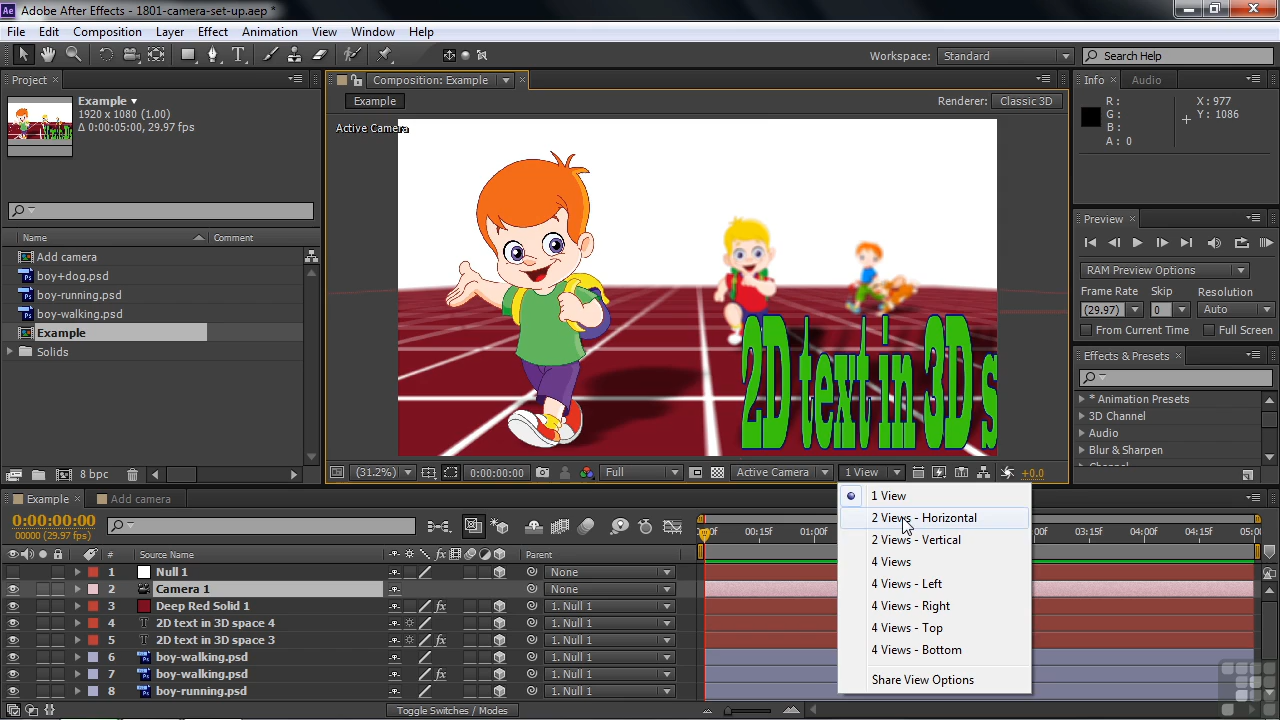 Ae Adobe After Effects - 1801-camera-set-up.aep *
File Edit Composition Layer Effect Animation View Window Help
Workspace: Standard Search Help
Project
Example
1920 x 1080 (1.00)
Δ 0:00:05:00, 29.97 fps
Name Comment
Add camera
boy+dog.psd
boy-running.psd
boy-walking.psd
Example
Solids
8 bpc
Composition: Example
Example
Renderer: Classic 3D
Active Camera
2D text in 3D s
(31.2%) 0:00:00:00 Full Active Camera 1 View +0.0
Info Audio
R: X: 977
G: Y: 1086
B:
A: 0
Preview
RAM Preview Options
Frame Rate Skip Resolution
(29.97) 0 Auto
From Current Time Full Screen
Effects & Presets
* Animation Presets
3D Channel
Audio
Blur & Sharpen
1 View
2 Views - Horizontal
2 Views - Vertical
4 Views
4 Views - Left
4 Views - Right
4 Views - Top
4 Views - Bottom
Share View Options
Example Add camera
0:00:00:00
00000 (29.97 fps)
00:15f 01:00f 03:00f 03:15f 04:00f 04:15f 05:0
# Source Name Parent
1 Null 1 None
2 Camera 1 None
3 Deep Red Solid 1 fx 1. Null 1
4 2D text in 3D space 4 1. Null 1
5 2D text in 3D space 3 fx 1. Null 1
6 boy-walking.psd 1. Null 1
7 boy-walking.psd fx 1. Null 1
8 boy-running.psd 1. Null 1
Toggle Switches / Modes